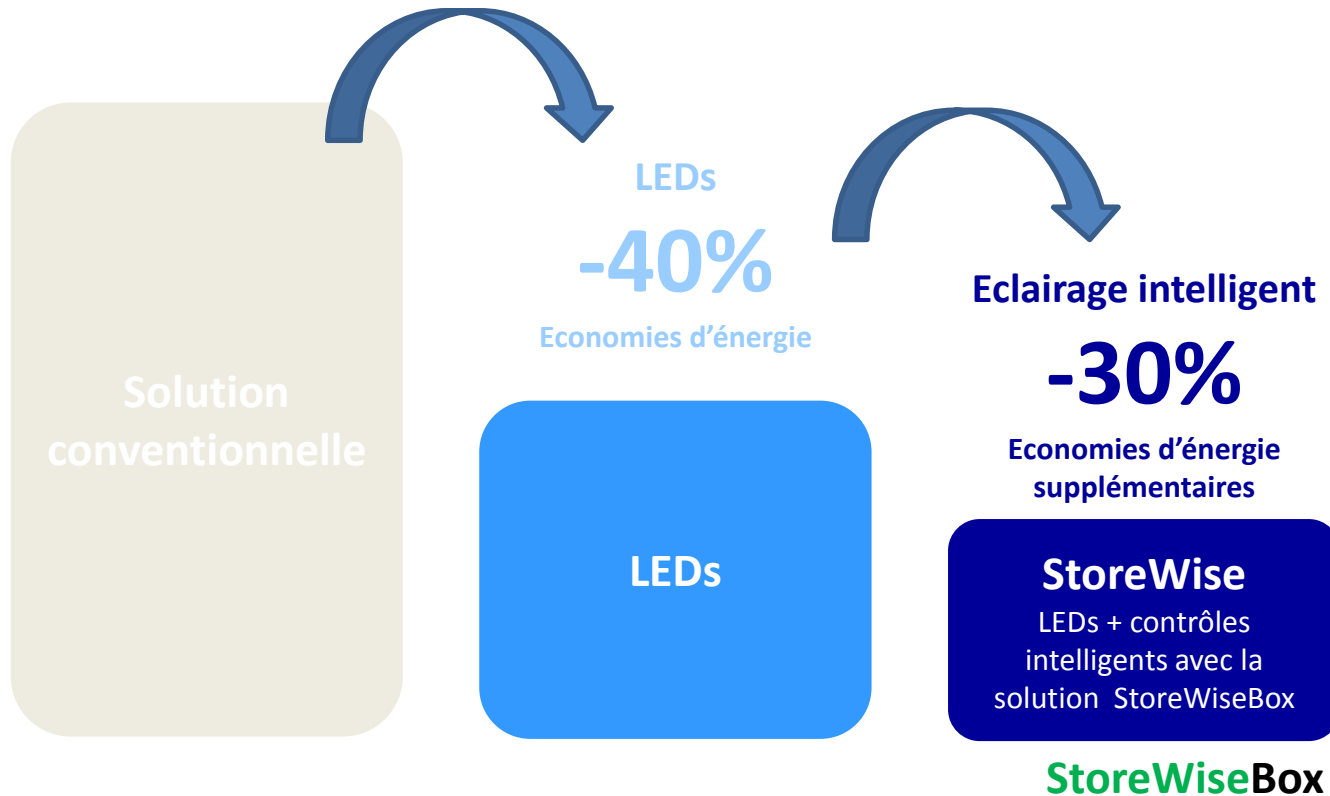 Solution
conventionnelle
LEDs
-40%
Economies d’énergie
LEDs
Eclairage intelligent
-30%
Economies d’énergie
supplémentaires
StoreWise
LEDs + contrôles
intelligents avec la
solution StoreWiseBox
StoreWiseBox